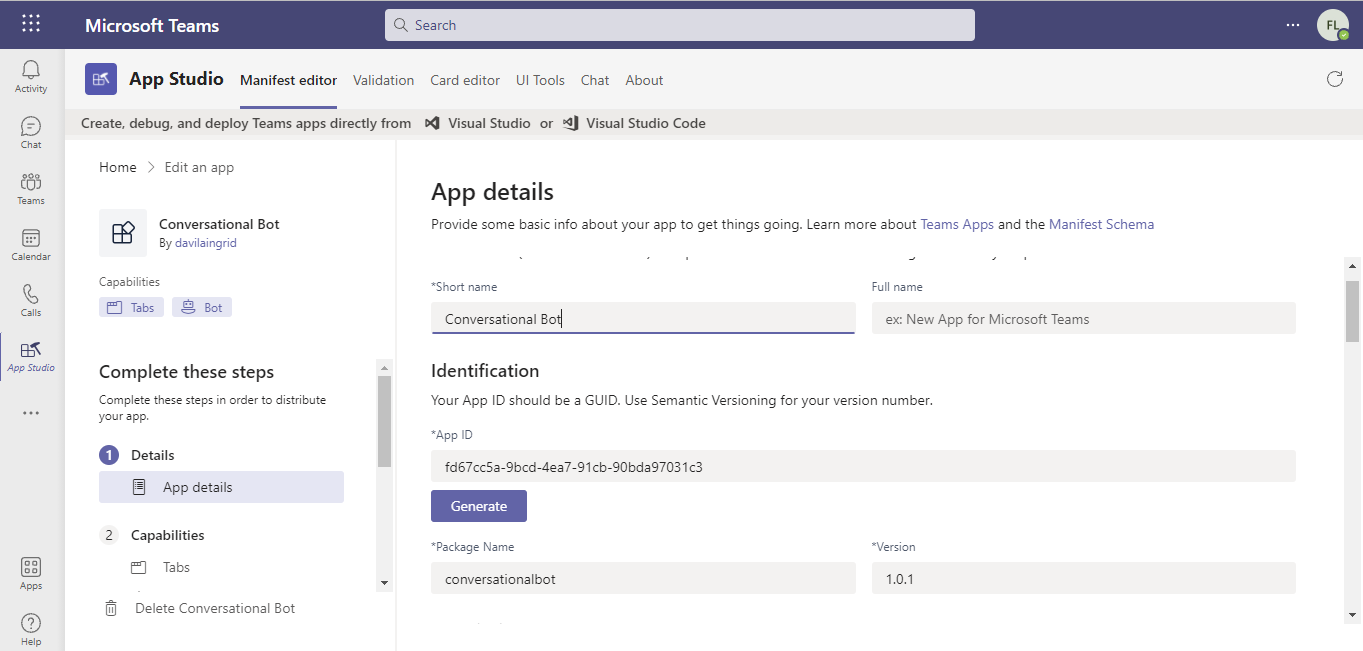 Microsoft Teams
Search
FL
Activity
Chat
Teams
Calendar
Calls
App Studio
Apps
Help
App Studio
Manifest editor
Validation
Card editor
UI Tools
Chat
About
Create, debug, and deploy Teams apps directly from Visual Studio or Visual Studio Code
Home > Edit an app
Conversational Bot
By davilaingrid
Capabilities
Tabs
Bot
Complete these steps
Complete these steps in order to distribute
your app.
1 Details
App details
2 Capabilities
Tabs
Delete Conversational Bot
App details
Provide some basic info about your app to get things going. Learn more about Teams Apps and the Manifest Schema
*Short name
Conversational Bot
Full name
ex: New App for Microsoft Teams
Identification
Your App ID should be a GUID. Use Semantic Versioning for your version number.
*App ID
fd67cc5a-9bcd-4ea7-91cb-90bda97031c3
Generate
*Package Name
conversationalbot
*Version
1.0.1